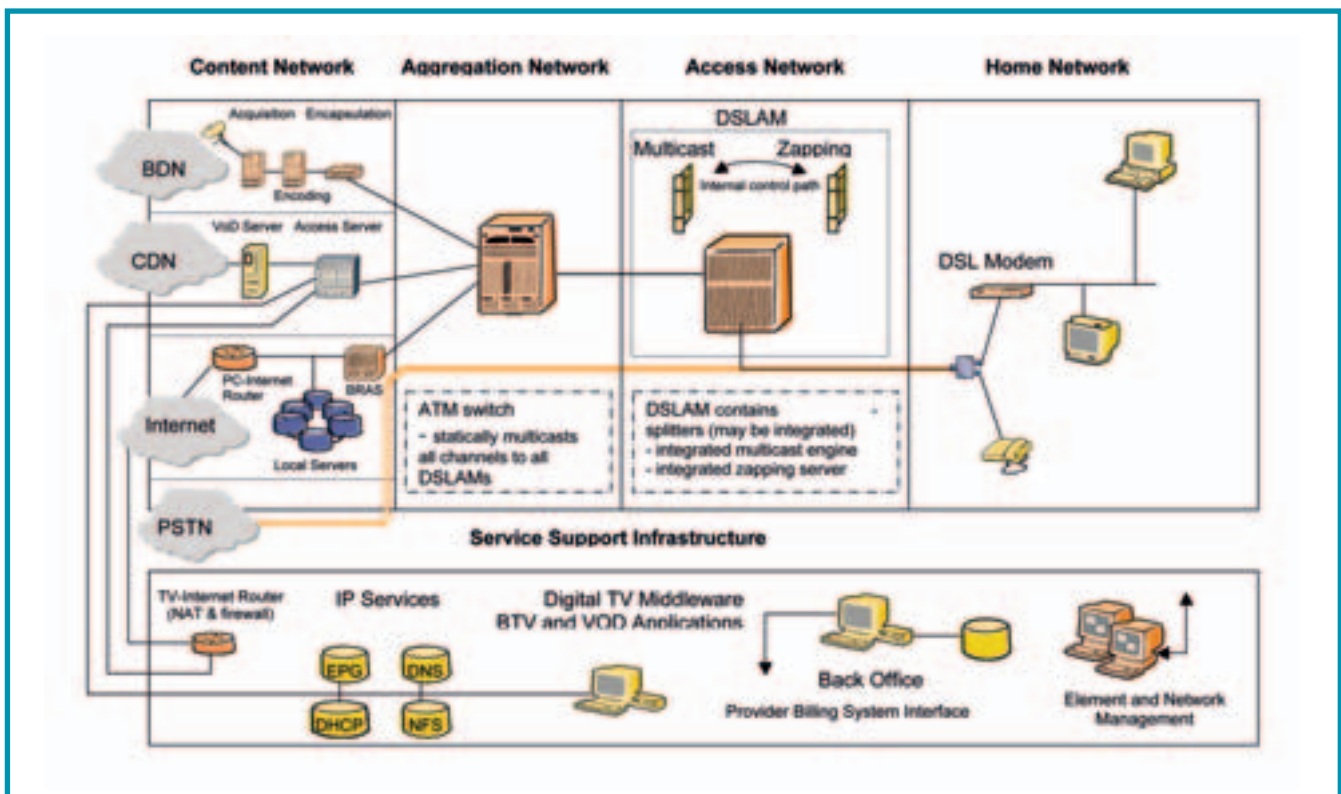 Content Network
Aggregation Network
Access Network
Home Network
Acquisition Encapsulation
BDN
Encoding
VoD Server Access Server
CDN
PC-Internet
Router
BRAS
Internet
Local Servers
PSTN
ATM switch
- statically multicasts
all channels to all
DSLAMs
DSLAM
Multicast
Zapping
Internal control path
DSLAM contains -
splitters (may be integrated)
- integrated multicast engine
- integrated zapping server
DSL Modem
Service Support Infrastructure
TV-Internet Router
(NAT & firewall)
IP Services
EPG
DNS
DHCP
NFS
Digital TV Middleware
BTV and VOD Applications
Back Office
Provider Billing System Interface
Element and Network
Management